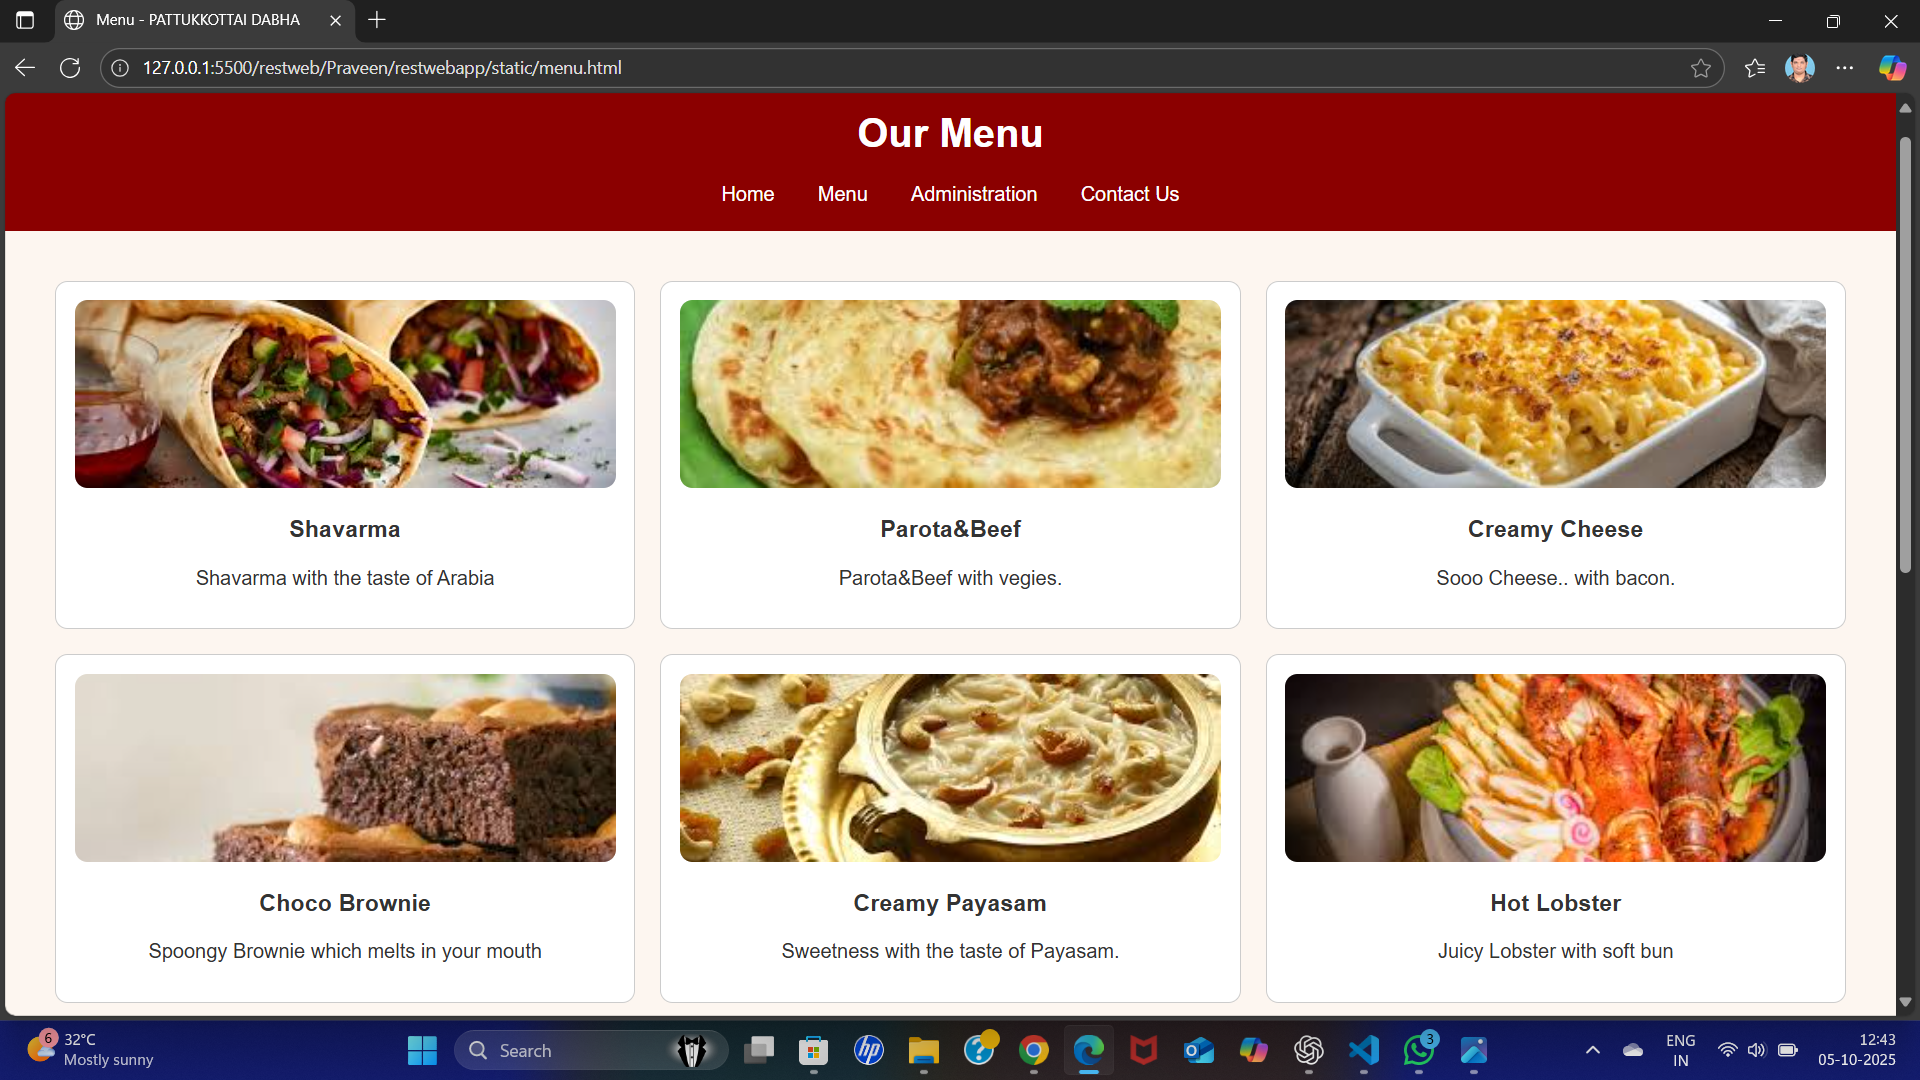 Menu - PATTUKKOTTAI DABHA
127.0.0.1:5500/restweb/Praveen/restwebapp/static/menu.html
Our Menu
Home Menu Administration Contact Us
Shavarma
Shavarma with the taste of Arabia
Parota&Beef
Parota&Beef with vegies.
Creamy Cheese
Sooo Cheese.. with bacon.
Choco Brownie
Spoongy Brownie which melts in your mouth
Creamy Payasam
Sweetness with the taste of Payasam.
Hot Lobster
Juicy Lobster with soft bun
6
32°C
Mostly sunny
Search
hp
3
ENG
IN
12:43
05-10-2025